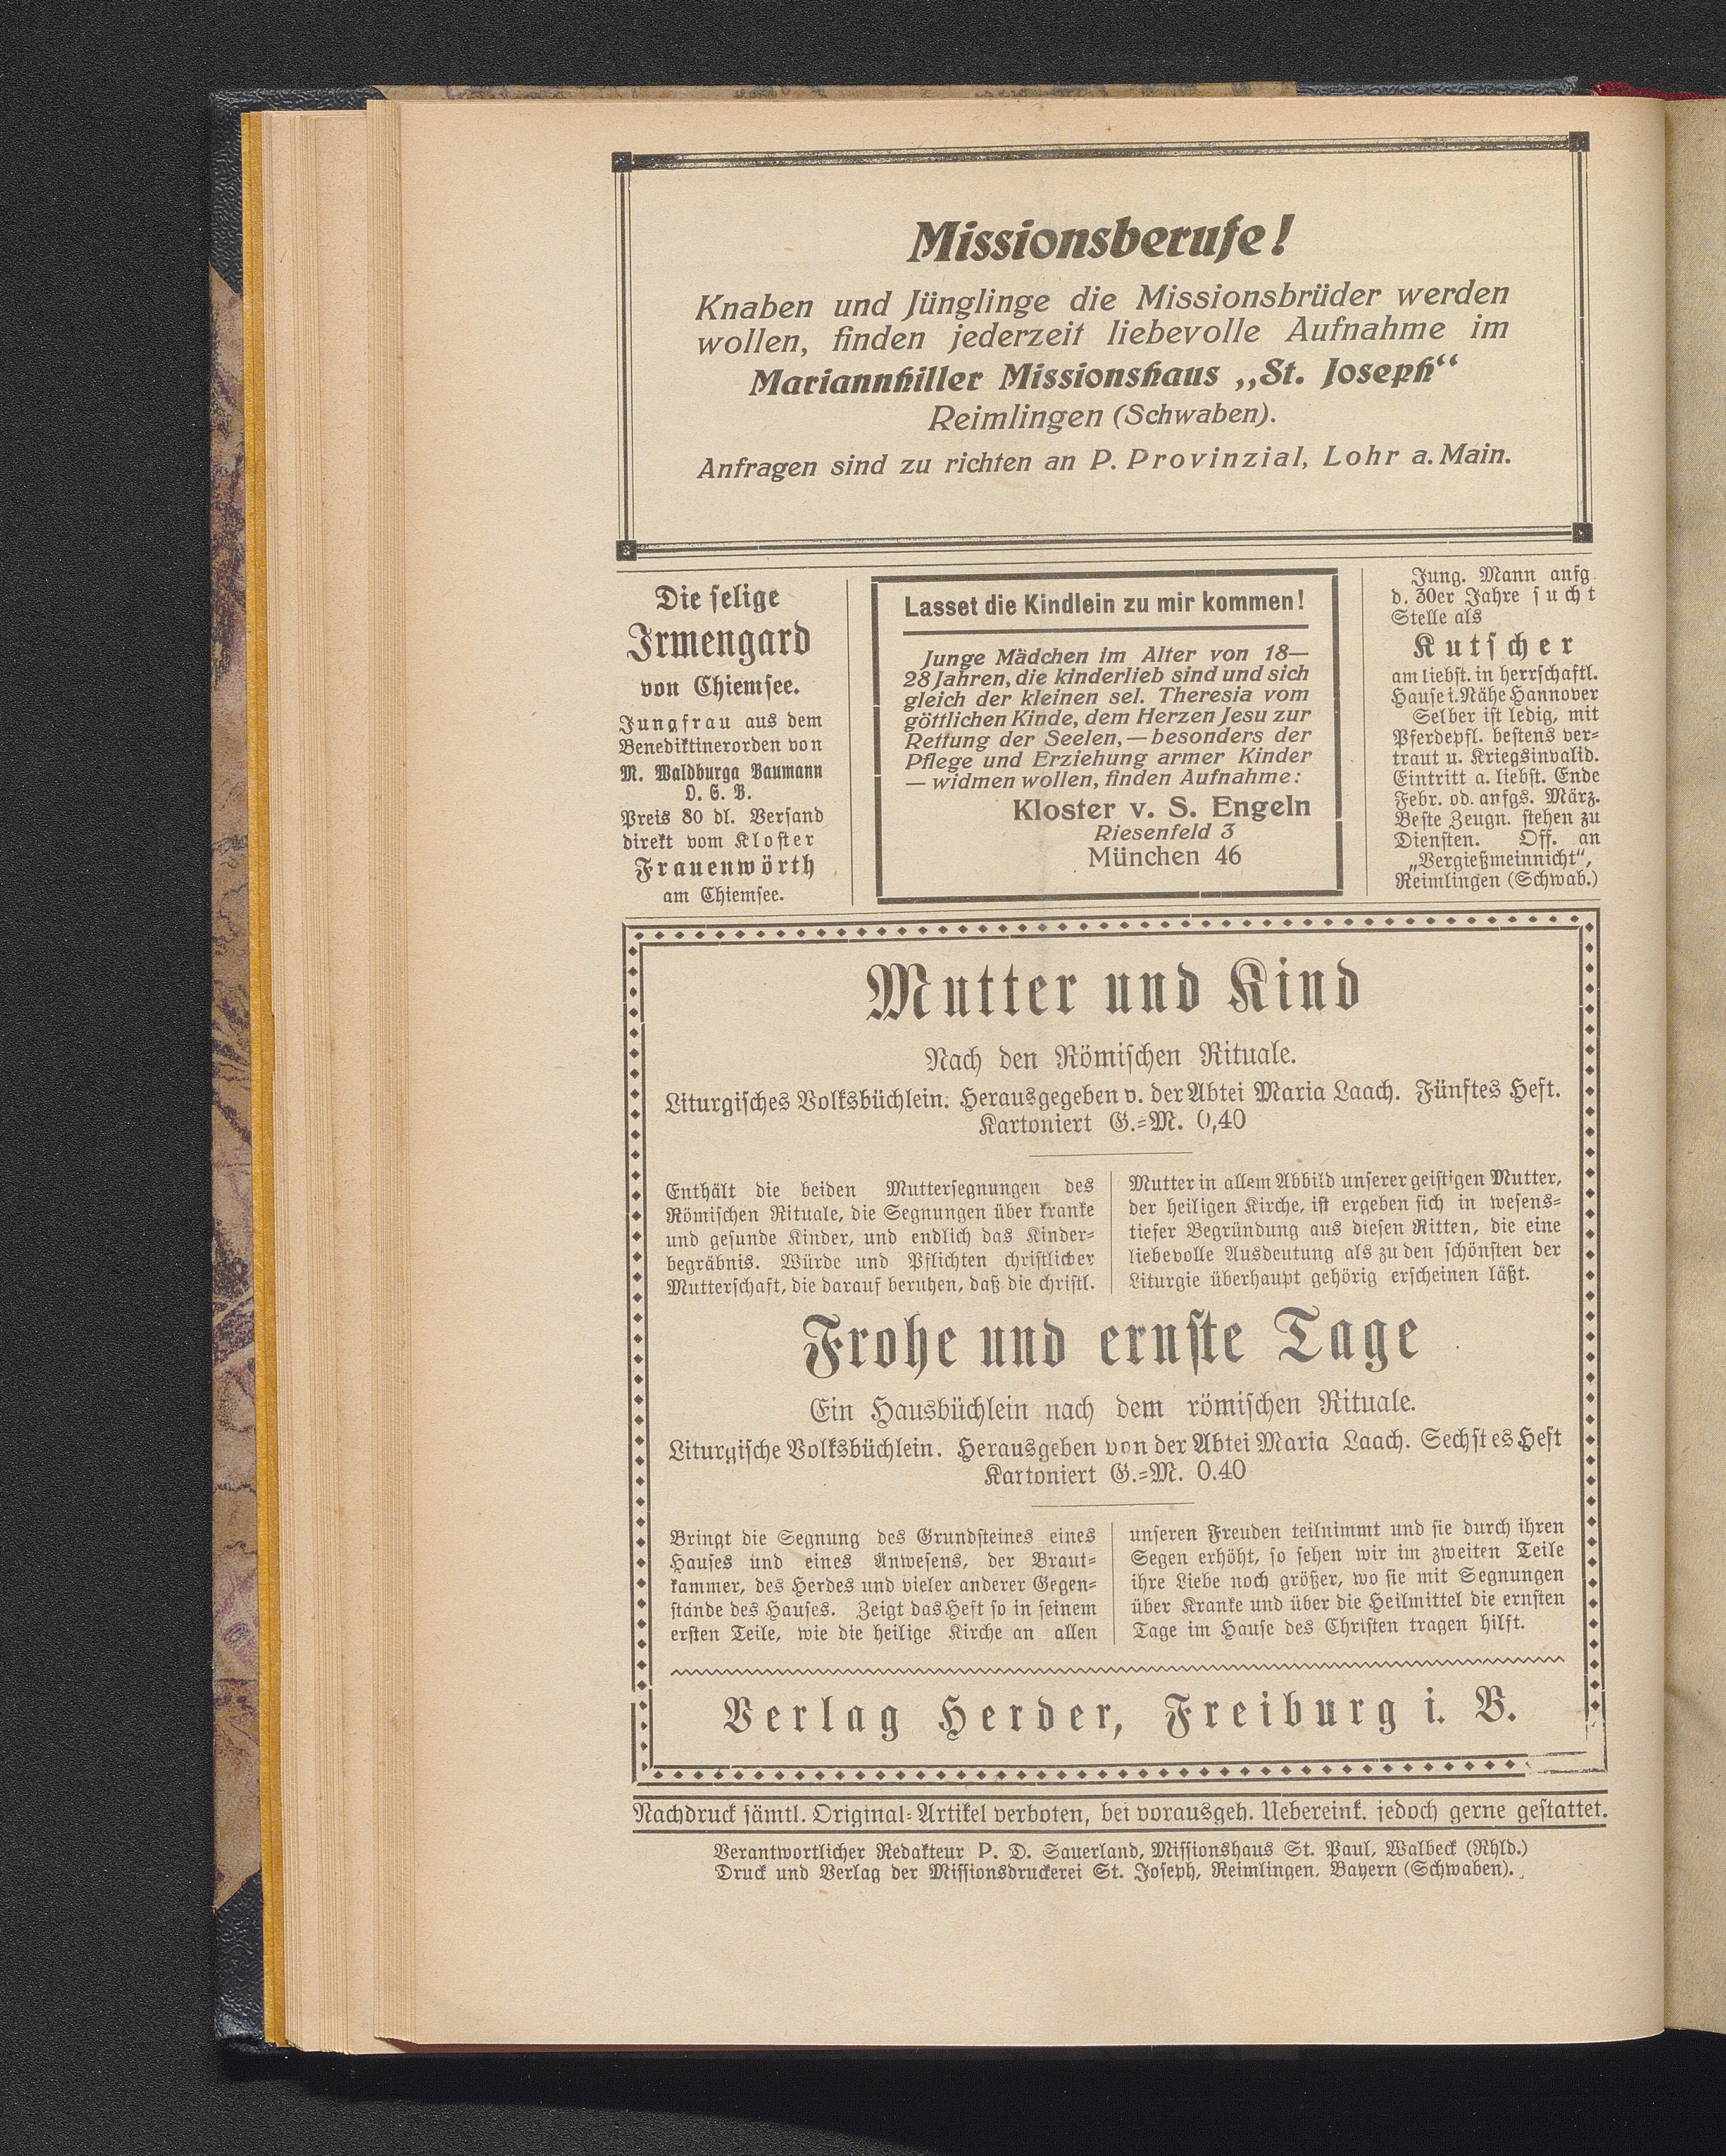 Missionsberufe!
Knaben und Jünglinge die Missionsbrüder werden
wollen, finden jederzeit liebevolle Aufnahme im
Mariannhiller Missionshaus „St. Joseph“
Reimlingen (Schwaben).
Anfragen sind zu richten an P. Provinzial, Lohr a. Main.
Die selige
Irmengard
von Chiemsee.
Jungfrau aus dem
Benediktinerorden von
M. Waldburga Baumann
O. S. B.
Preis 80 dl. Versand
direkt vom Kloster
Frauenwörth
am Chiemsee.
Lasset die Kindlein zu mir kommen!
Junge Mädchen im Alter von 18—
28 Jahren, die kinderlieb sind und sich
gleich der kleinen sel. Theresia vom
göttlichen Kinde, dem Herzen Jesu zur
Rettung der Seelen, — besonders der
Pflege und Erziehung armer Kinder
— widmen wollen, finden Aufnahme:
Kloster v. S. Engeln
Riesenfeld 3
München 46
Jung. Mann anfg.
d. 30er Jahre sucht
Stelle als
Kutscher
am liebst. in herrschaftl.
Hause i. Nähe Hannover
Selber ist ledig, mit
Pferdepfl. bestens ver-
traut u. Kriegsinvalid.
Eintritt a. liebst. Ende
Febr. od. anfgs. März.
Beste Zeugn. stehen zu
Diensten. Off. an
„Vergißmeinnicht“,
Reimlingen (Schwab.)
Mutter und Kind
Nach den Römischen Rituale.
Liturgisches Volksbüchlein. Herausgegeben v. der Abtei Maria Laach. Fünftes Heft.
Kartoniert G.-M. 0,40
Enthält die beiden Muttersegnungen des
Römischen Rituale, die Segnungen über kranke
und gesunde Kinder, und endlich das Kinder-
begräbnis. Würde und Pflichten christlicher
Mutterschaft, die darauf beruhen, daß die christl.
Mutter in allem Abbild unserer geistigen Mutter,
der heiligen Kirche, ist ergeben sich in wesens-
tiefer Begründung aus diesen Ritten, die eine
liebevolle Ausdeutung als zu den schönsten der
Liturgie überhaupt gehörig erscheinen läßt.
Frohe und ernste Tage
Ein Hausbüchlein nach dem römischen Rituale.
Liturgische Volksbüchlein. Herausgeben von der Abtei Maria Laach. Sechstes Heft
Kartoniert G.-M. 0.40
Bringt die Segnung des Grundsteines eines
Hauses und eines Anwesens, der Braut-
kammer, des Herdes und vieler anderer Gegen-
stände des Hauses. Zeigt das Heft so in seinem
ersten Teile, wie die heilige Kirche an allen
unseren Freuden teilnimmt und sie durch ihren
Segen erhöht, so sehen wir im zweiten Teile
ihre Liebe noch größer, wo sie mit Segnungen
über Kranke und über die Heilmittel die ernsten
Tage im Hause des Christen tragen hilft.
Verlag Herder, Freiburg i. B.
Nachdruck sämtl. Original-Artikel verboten, bei vorausgeh. Uebereink. jedoch gerne gestattet.
Verantwortlicher Redakteur P. D. Sauerland, Missionshaus St. Paul, Walbeck (Rhld.)
Druck und Verlag der Missionsdruckerei St. Joseph, Reimlingen, Bayern (Schwaben).